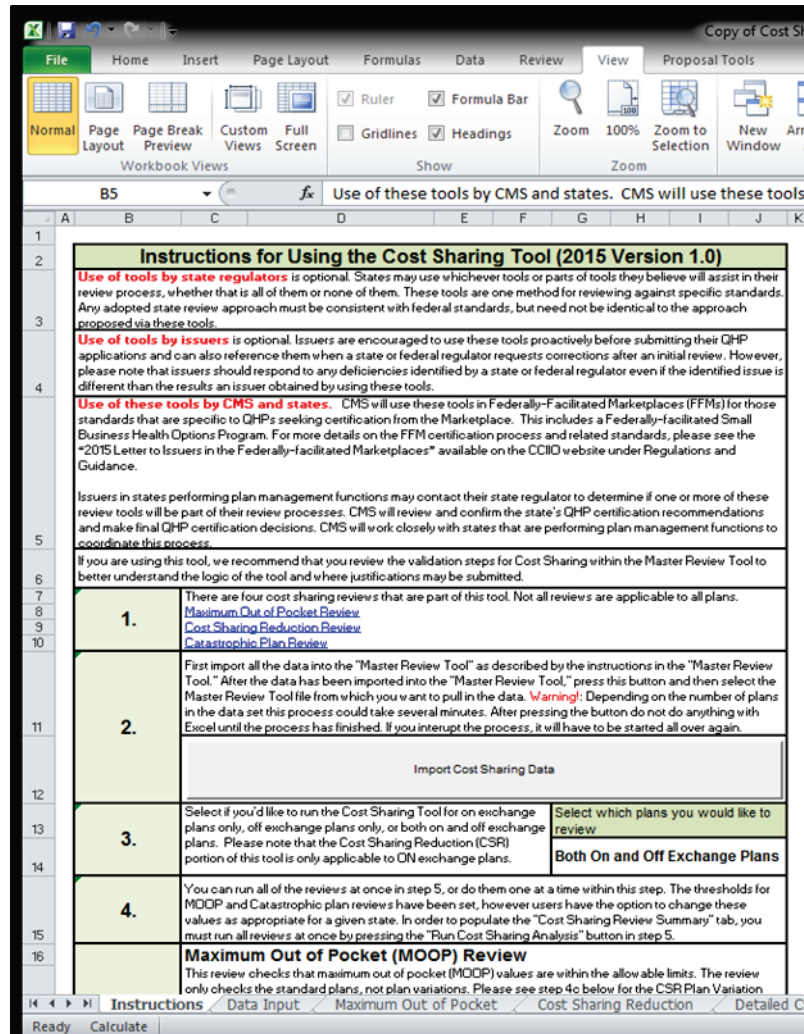 Copy of Cost Sh
File Home Insert Page Layout Formulas Data Review View Proposal Tools
Normal Page Layout Page Break Preview Custom Views Full Screen Ruler Formula Bar Gridlines Headings Zoom 100% Zoom to Selection New Window Arr
Workbook Views Show Zoom
B5 fx Use of these tools by CMS and states. CMS will use these tools
A B C D E F G H I J K
1
2 Instructions for Using the Cost Sharing Tool (2015 Version 1.0)
Use of tools by state regulators is optional. States may use whichever tools or parts of tools they believe will assist in their
review process, whether that is all of them or none of them. These tools are one method for reviewing against specific standards.
Any adopted state review approach must be consistent with federal standards, but need not be identical to the approach
3 proposed via these tools.
Use of tools by issuers is optional. Issuers are encouraged to use these tools proactively before submitting their QHP
applications and can also reference them when a state or federal regulator requests corrections after an initial review. However,
please note that issuers should respond to any deficiencies identified by a state or federal regulator even if the identified issue is
4 different than the results an issuer obtained by using these tools.
Use of these tools by CMS and states. CMS will use these tools in Federally-Facilitated Marketplaces (FFMs) for those
standards that are specific to QHPs seeking certification from the Marketplace. This includes a Federally-facilitated Small
Business Health Options Program. For more details on the FFM certification process and related standards, please see the
"2015 Letter to Issuers in the Federally-facilitated Marketplaces" available on the CCIIO website under Regulations and
Guidance.
Issuers in states performing plan management functions may contact their state regulator to determine if one or more of these
review tools will be part of their review processes. CMS will review and confirm the state's QHP certification recommendations
and make final QHP certification decisions. CMS will work closely with states that are performing plan management functions to
5 coordinate this process.
If you are using this tool, we recommend that you review the validation steps for Cost Sharing within the Master Review Tool to
6 better understand the logic of the tool and where justifications may be submitted.
7 There are four cost sharing reviews that are part of this tool. Not all reviews are applicable to all plans.
8 1. Maximum Out of Pocket Review
9 Cost Sharing Reduction Review
10 Catastrophic Plan Review
First import all the data into the "Master Review Tool" as described by the instructions in the "Master Review
Tool." After the data has been imported into the "Master Review Tool," press this button and then select the
Master Review Tool file from which you want to pull in the data. Warning!: Depending on the number of plans
in the data set this process could take several minutes. After pressing the button do not do anything with
11 2. Excel until the process has finished. If you interupt the process, it will have to be started all over again.
12 Import Cost Sharing Data
Select if you'd like to run the Cost Sharing Tool for on exchange Select which plans you would like to
13 3. plans only, off exchange plans only, or both on and off exchange review
plans. Please note that the Cost Sharing Reduction (CSR)
14 portion of this tool is only applicable to ON exchange plans. Both On and Off Exchange Plans
You can run all of the reviews at once in step 5, or do them one at a time within this step. The thresholds for
4. MOOP and Catastrophic plan reviews have been set, however users have the option to change these
values as appropriate for a given state. In order to populate the "Cost Sharing Review Summary" tab, you
15 must run all reviews at once by pressing the "Run Cost Sharing Analysis" button in step 5.
16 Maximum Out of Pocket (MOOP) Review
This review checks that maximum out of pocket (MOOP) values are within the allowable limits. The review
only checks the standard plans, not plan variations. Please see step 4c below for the CSR Plan Variation
Instructions Data Input Maximum Out of Pocket Cost Sharing Reduction Detailed C
Ready Calculate